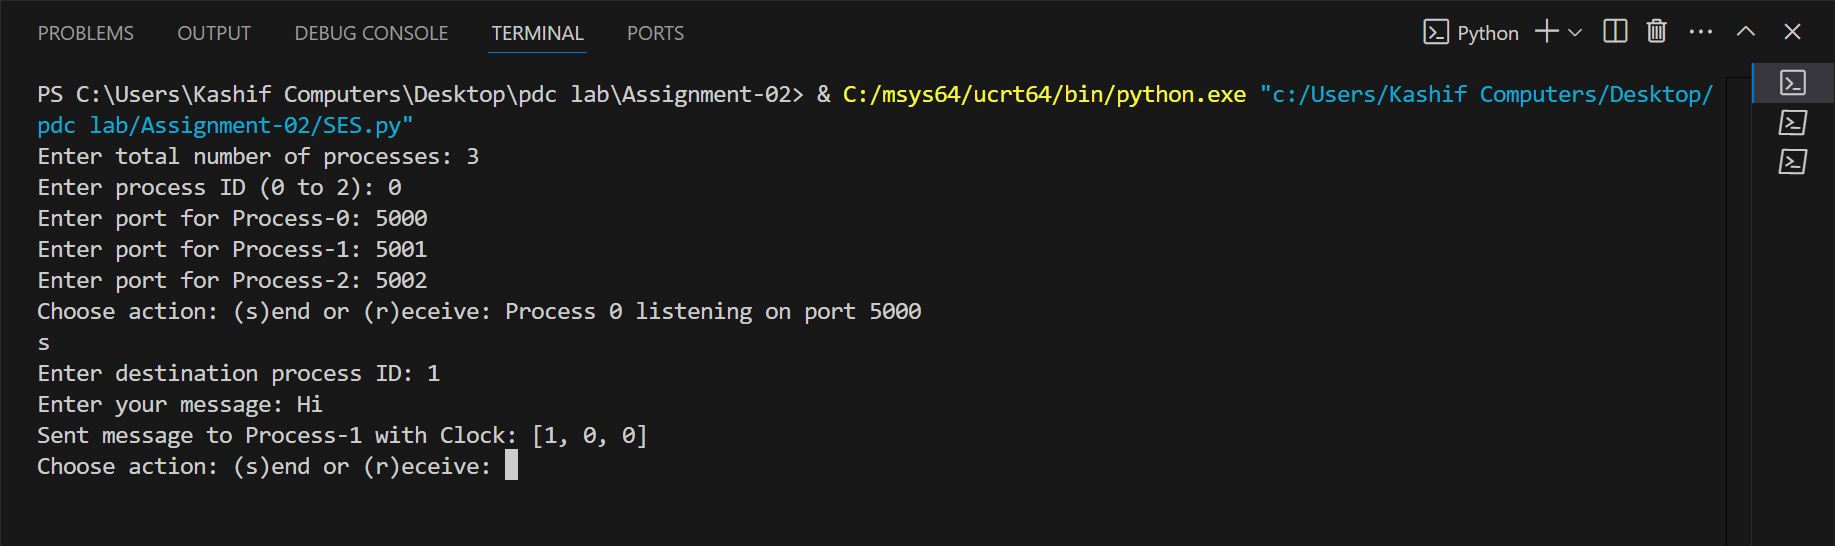 PROBLEMS OUTPUT DEBUG CONSOLE TERMINAL PORTS Python
PS C:\Users\Kashif Computers\Desktop\pdc lab\Assignment-02> & C:/msys64/ucrt64/bin/python.exe "c:/Users/Kashif Computers/Desktop/
pdc lab/Assignment-02/SES.py"
Enter total number of processes: 3
Enter process ID (0 to 2): 0
Enter port for Process-0: 5000
Enter port for Process-1: 5001
Enter port for Process-2: 5002
Choose action: (s)end or (r)eceive: Process 0 listening on port 5000
s
Enter destination process ID: 1
Enter your message: Hi
Sent message to Process-1 with Clock: [1, 0, 0]
Choose action: (s)end or (r)eceive: